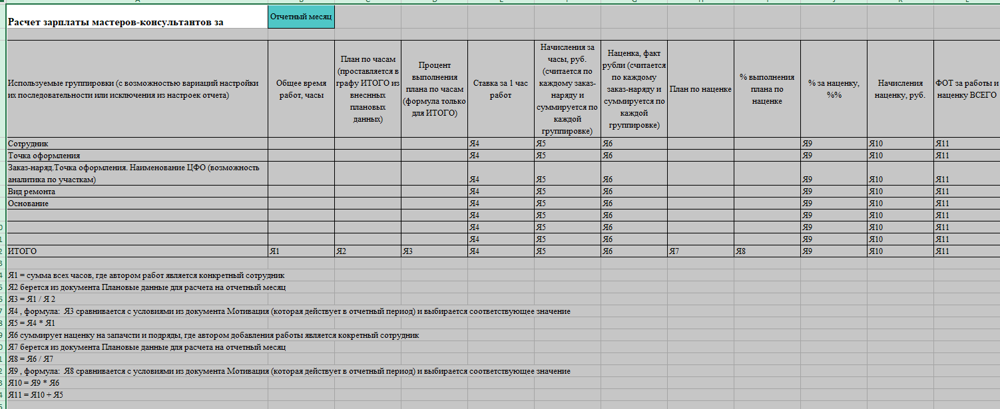 Расчет зарплаты мастеров-консультантов за
Отчетный месяц
Используемые группировки (с возможностью вариаций настройки
их последовательности или исключения из настроек отчета)
Общее время
работ, часы
План по часам
(проставляется в
графу ИТОГО из
внеснных
плановых
данных)
Процент
выполнения
плана по часам
(формула только
для ИТОГО)
Ставка за 1 час
работ
Начисления за
часы, руб.
(считается по
каждому заказ-
наряду и
суммируется по
каждой
группировке)
Наценка, факт
рубли (считается
по каждому
заказ-наряду и
суммируется по
каждой
группировке)
План по наценке
% выполнения
плана по
наценке
% за наценку,
%%
Начисления
наценку, руб.
ФОТ за работы и
наценку ВСЕГО
Сотрудник Я4 Я5 Я6 Я9 Я10 Я11
Точка оформления Я4 Я5 Я6 Я9 Я10 Я11
Заказ-наряд.Точка оформления. Наименование ЦФО (возможность
аналитика по участкам) Я4 Я5 Я6 Я9 Я10 Я11
Вид ремонта Я4 Я5 Я6 Я9 Я10 Я11
Основание Я4 Я5 Я6 Я9 Я10 Я11
Я4 Я5 Я6 Я9 Я10 Я11
Я4 Я5 Я6 Я9 Я10 Я11
Я4 Я5 Я6 Я9 Я10 Я11
ИТОГО Я1 Я2 Я3 Я4 Я5 Я6 Я7 Я8 Я9 Я10 Я11
Я1 = сумма всех часов, где автором работ является конкретный сотрудник
Я2 берется из документа Плановые данные для расчета на отчетный месяц
Я3 = Я1 / Я 2
Я4 , формула: Я3 сравнивается с условиями из документа Мотивация (которая действует в отчетный период) и выбирается соответствующее значение
Я5 = Я4 * Я1
Я6 суммирует наценку на запачсти и подряды, где автором добавления работы является кокретный сотрудник
Я7 берется из документа Плановые данные для расчета на отчетный месяц
Я8 = Я6 / Я7
Я9 , формула: Я8 сравнивается с условиями из документа Мотивация (которая действует в отчетный период) и выбирается соответствующее значение
Я10 = Я9 * Я6
Я11 = Я10 + Я5